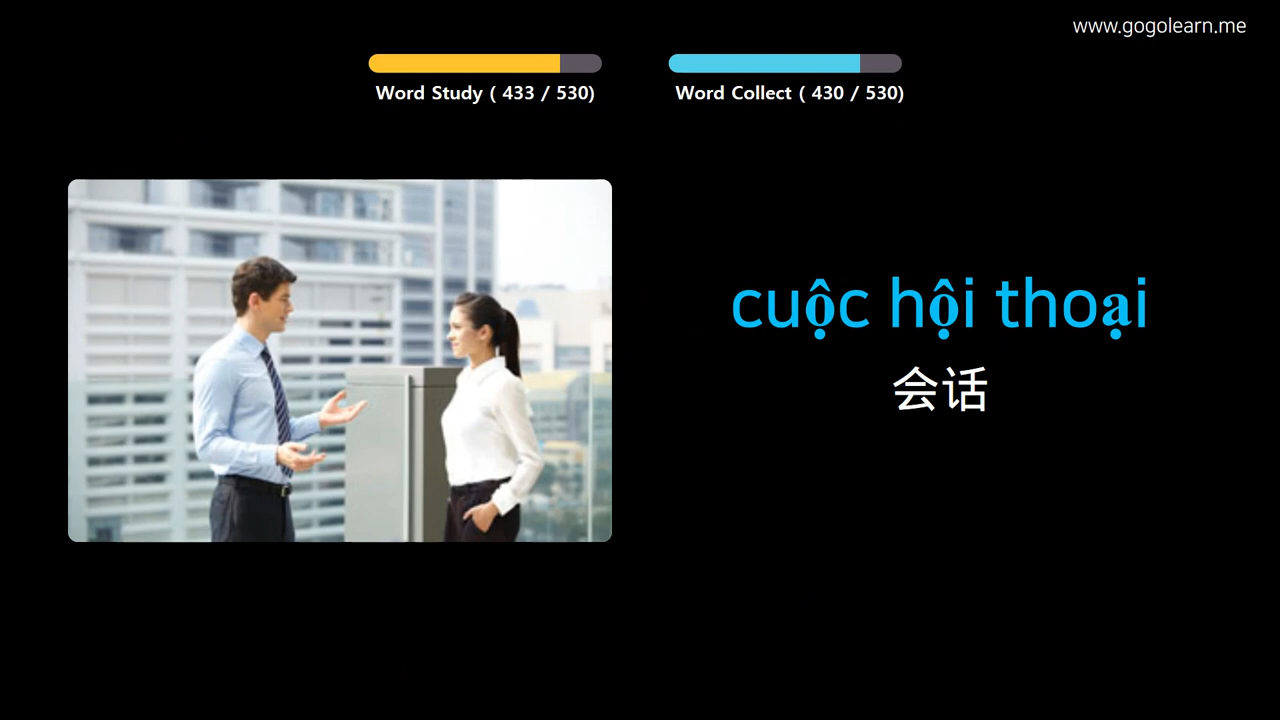 www.gogolearn.me
Word Study ( 433 / 530)
Word Collect ( 430 / 530)
cuộc hội thoại
会话